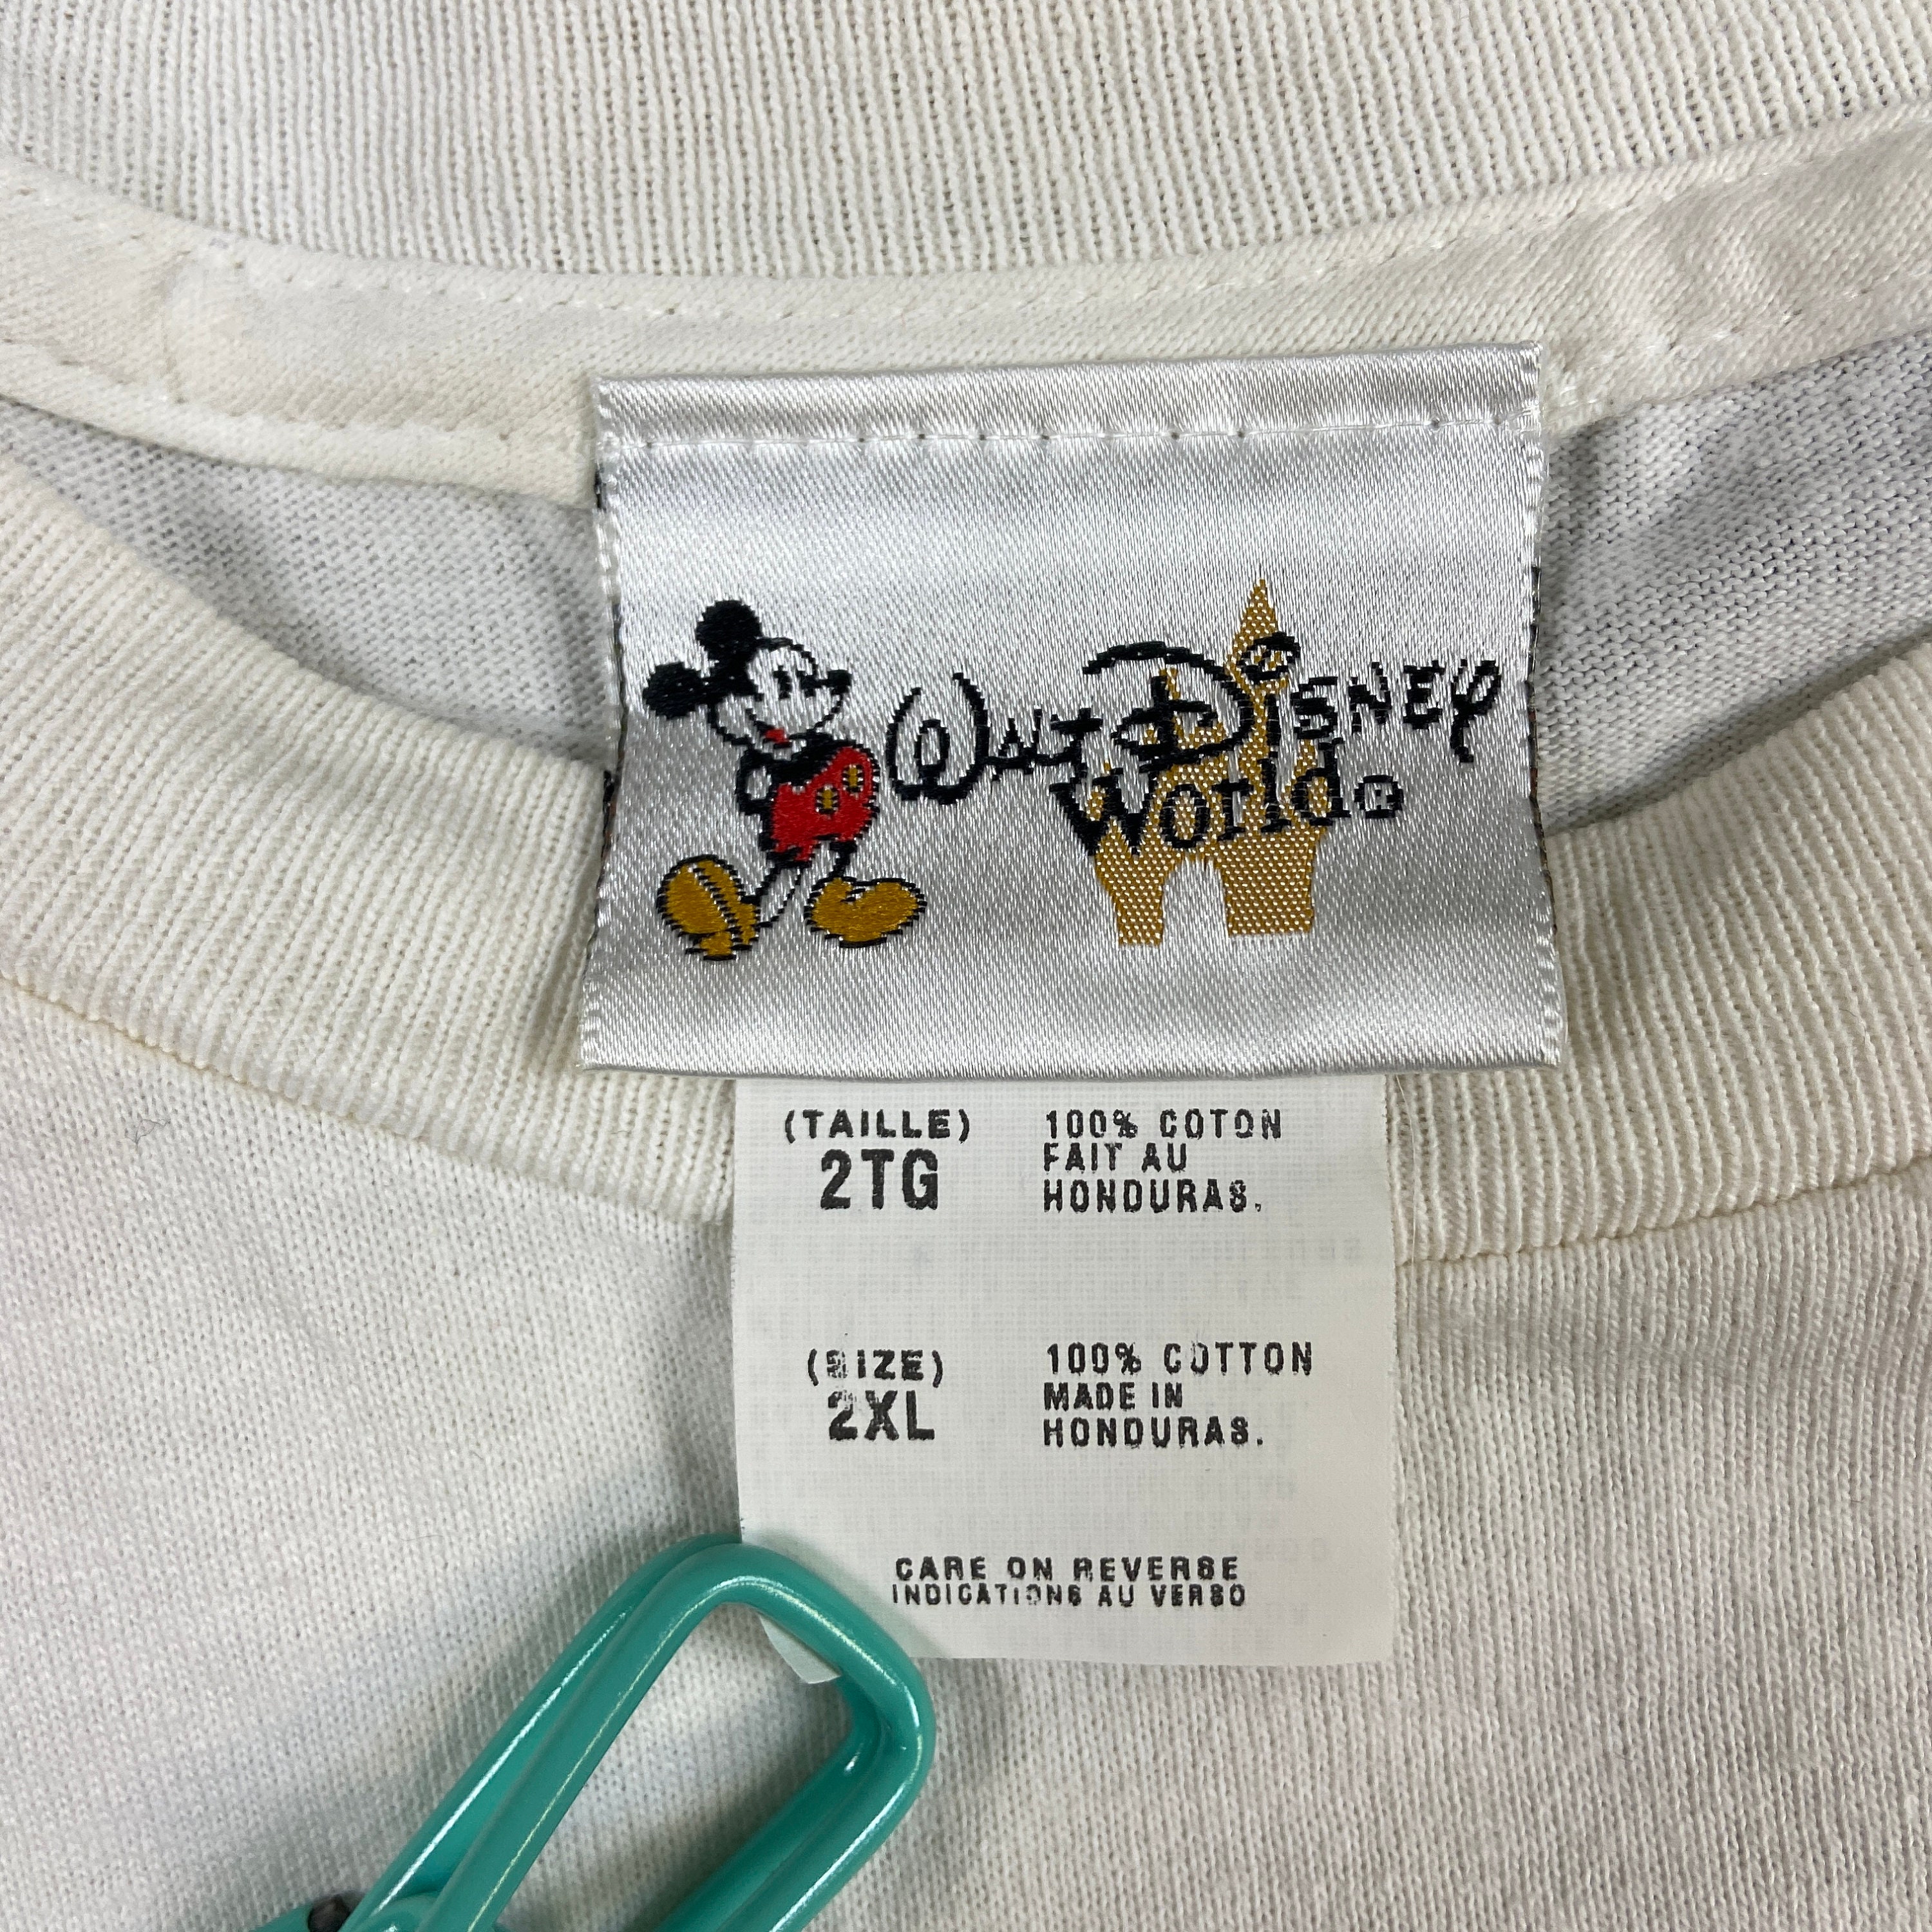 Walt Disney
World®
(TAILLE)
2TG
100% COTON
FAIT AU
HONDURAS.
(SIZE)
2XL
100% COTTON
MADE IN
HONDURAS.
CARE ON REVERSE
INDICATIONS AU VERSO